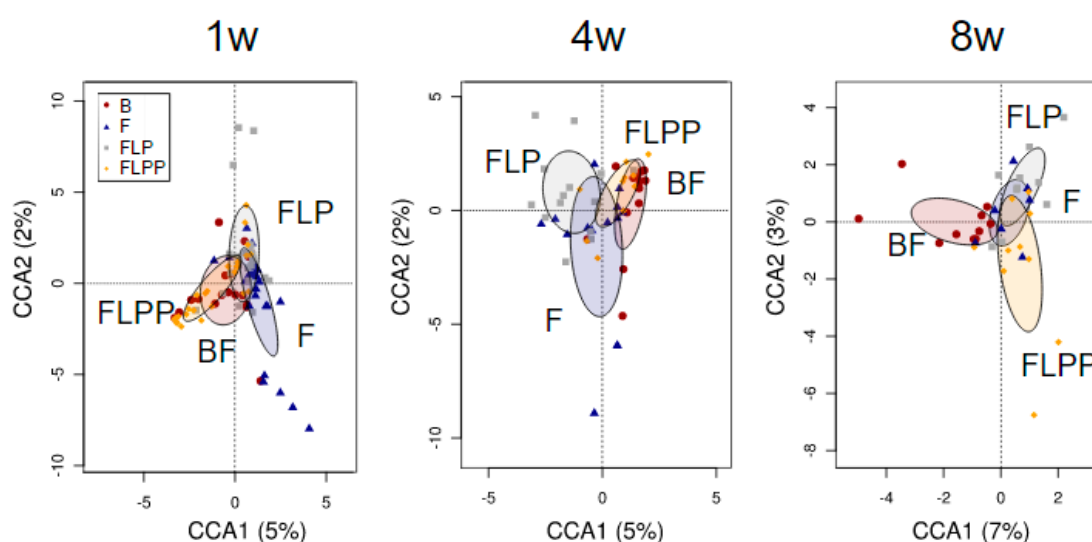 1w
4w
8w
10
5
0
-5
-10
CCA2 (2%)
B
F
FLP
FLPP
FLP
FLPP
BF
F
-5
0
5
CCA1 (5%)
5
0
-5
-10
CCA2 (2%)
FLP
FLPP
BF
F
-5
0
5
CCA1 (5%)
4
2
0
-2
-4
-6
-8
CCA2 (3%)
FLP
F
BF
FLPP
-4
-2
0
2
CCA1 (7%)